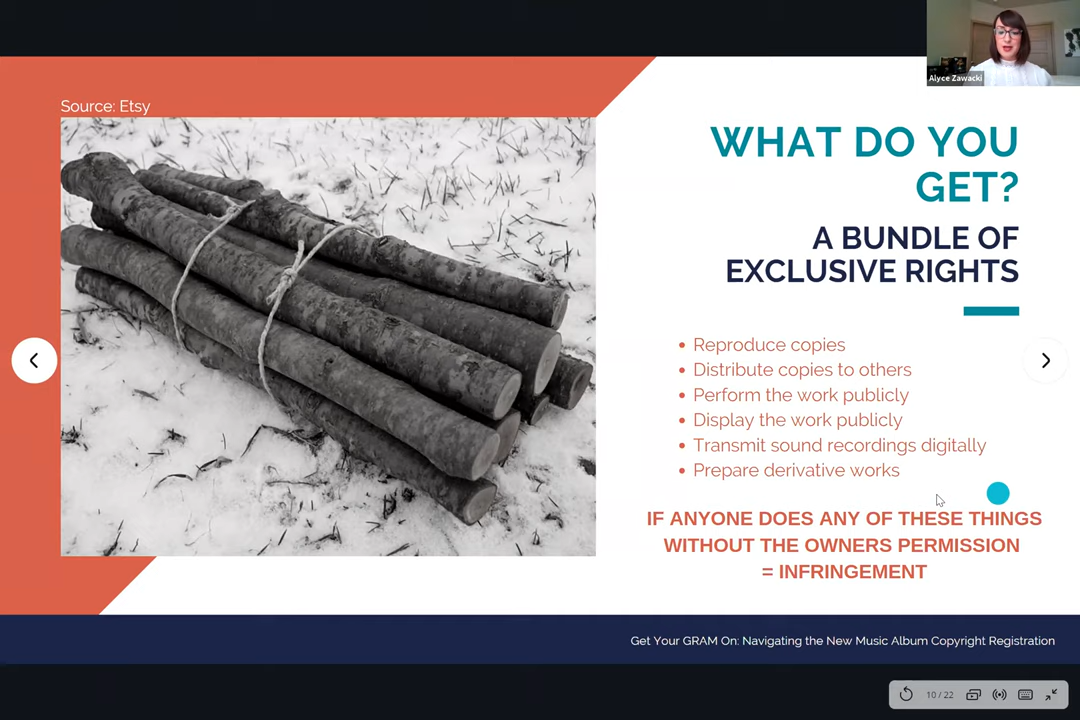 Alyce Zawacki
Source: Etsy
WHAT DO YOU
GET?
A BUNDLE OF
EXCLUSIVE RIGHTS
Reproduce copies
Distribute copies to others
Perform the work publicly
Display the work publicly
Transmit sound recordings digitally
Prepare derivative works
IF ANYONE DOES ANY OF THESE THINGS
WITHOUT THE OWNERS PERMISSION
= INFRINGEMENT
Get Your GRAM On: Navigating the New Music Album Copyright Registration
10 / 22